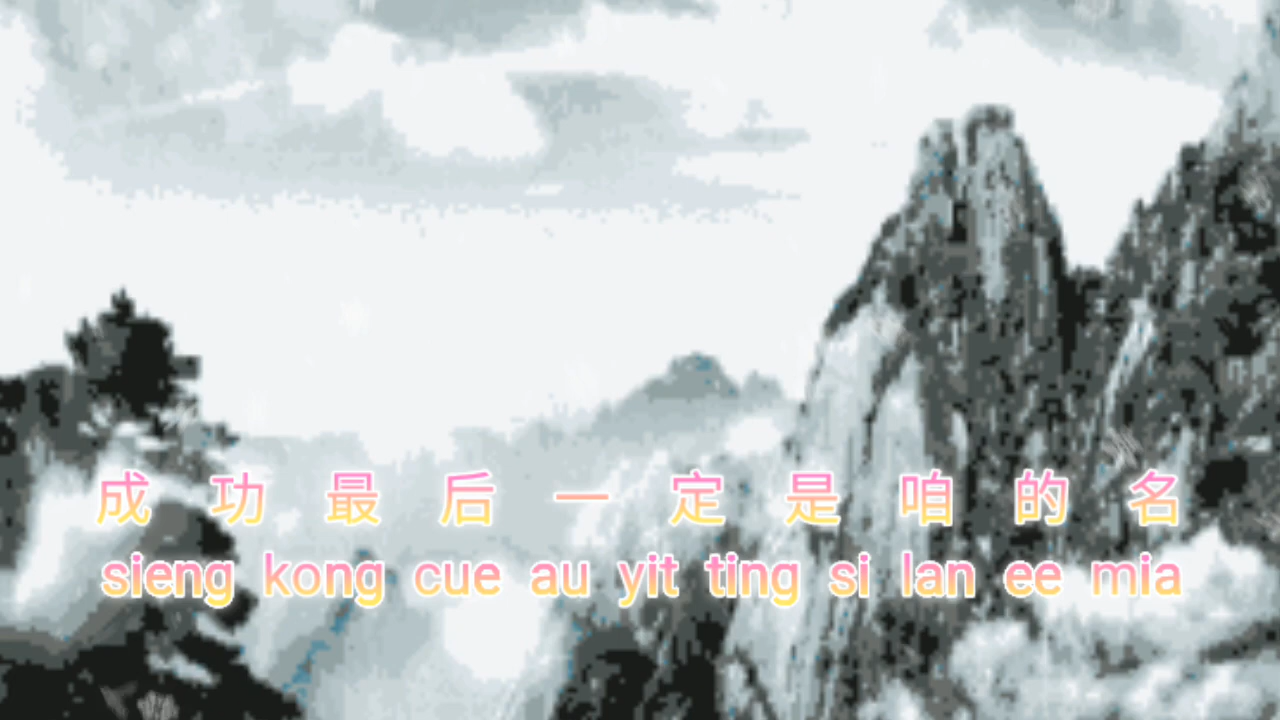 成 功 最 后 一 定 是 咱 的 名
sieng kong cue au yit ting si lan ee mia